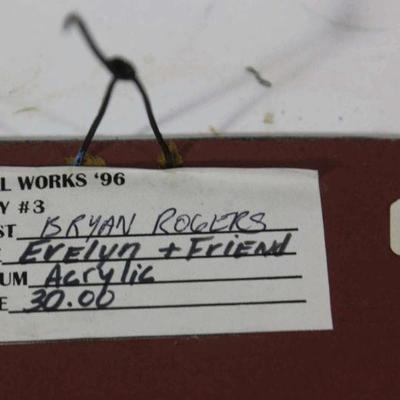 L WORKS ‘96
Y #3
ST BRYAN ROGERS
E Evelyn + Friend
UM Acrylic
E 30.00